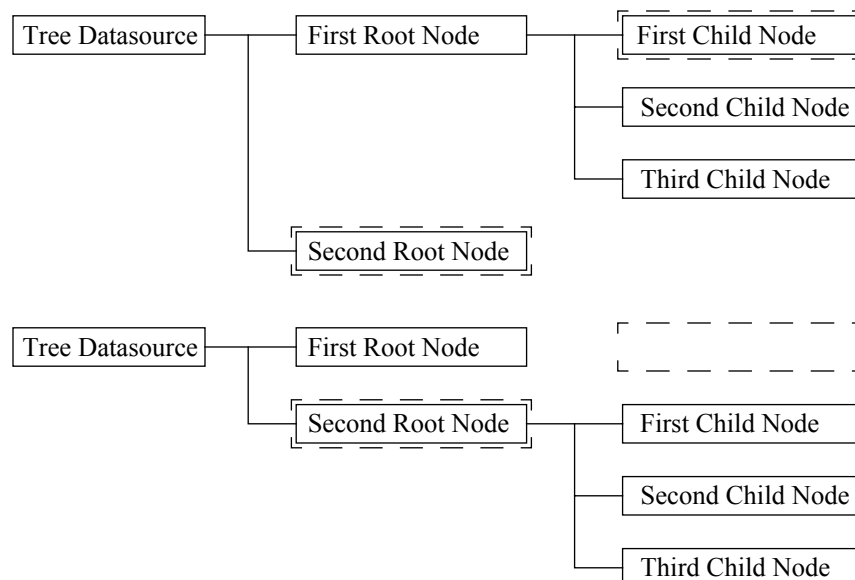 Tree Datasource
First Root Node
First Child Node
Second Child Node
Third Child Node
Second Root Node
Tree Datasource
First Root Node
Second Root Node
First Child Node
Second Child Node
Third Child Node